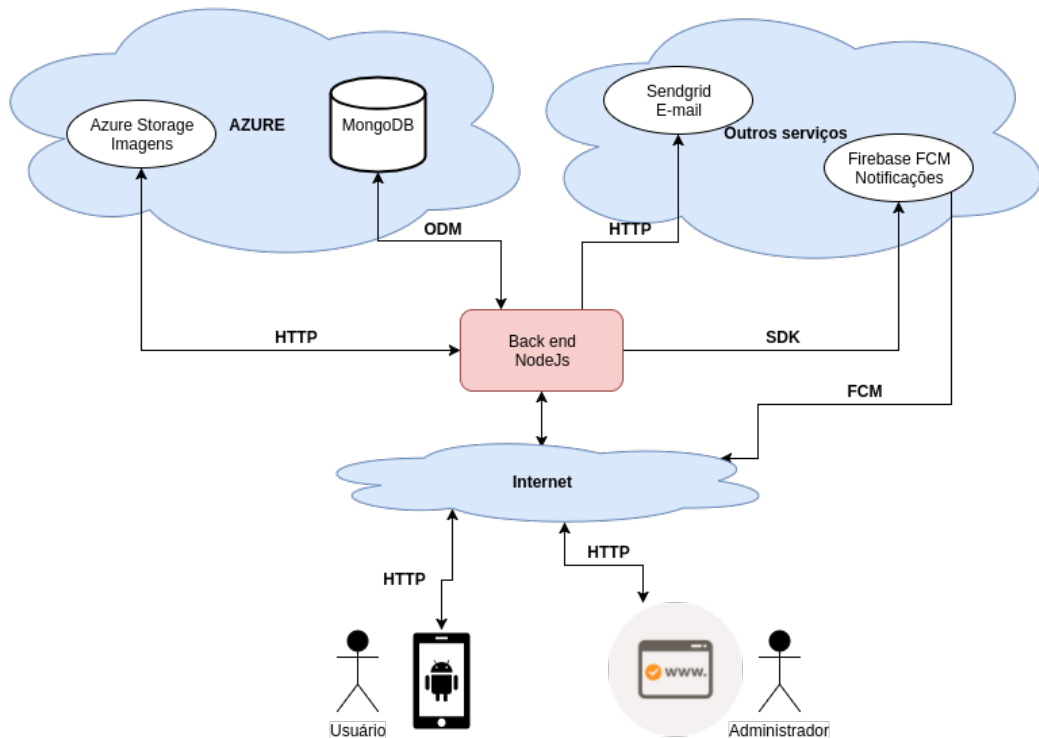 Azure Storage
Imagens
AZURE
MongoDB
Sendgrid
E-mail
Outros serviços
Firebase FCM
Notificações
ODM
HTTP
HTTP
Back end
NodeJs
SDK
FCM
Internet
HTTP
HTTP
www.
Usuário
Administrador